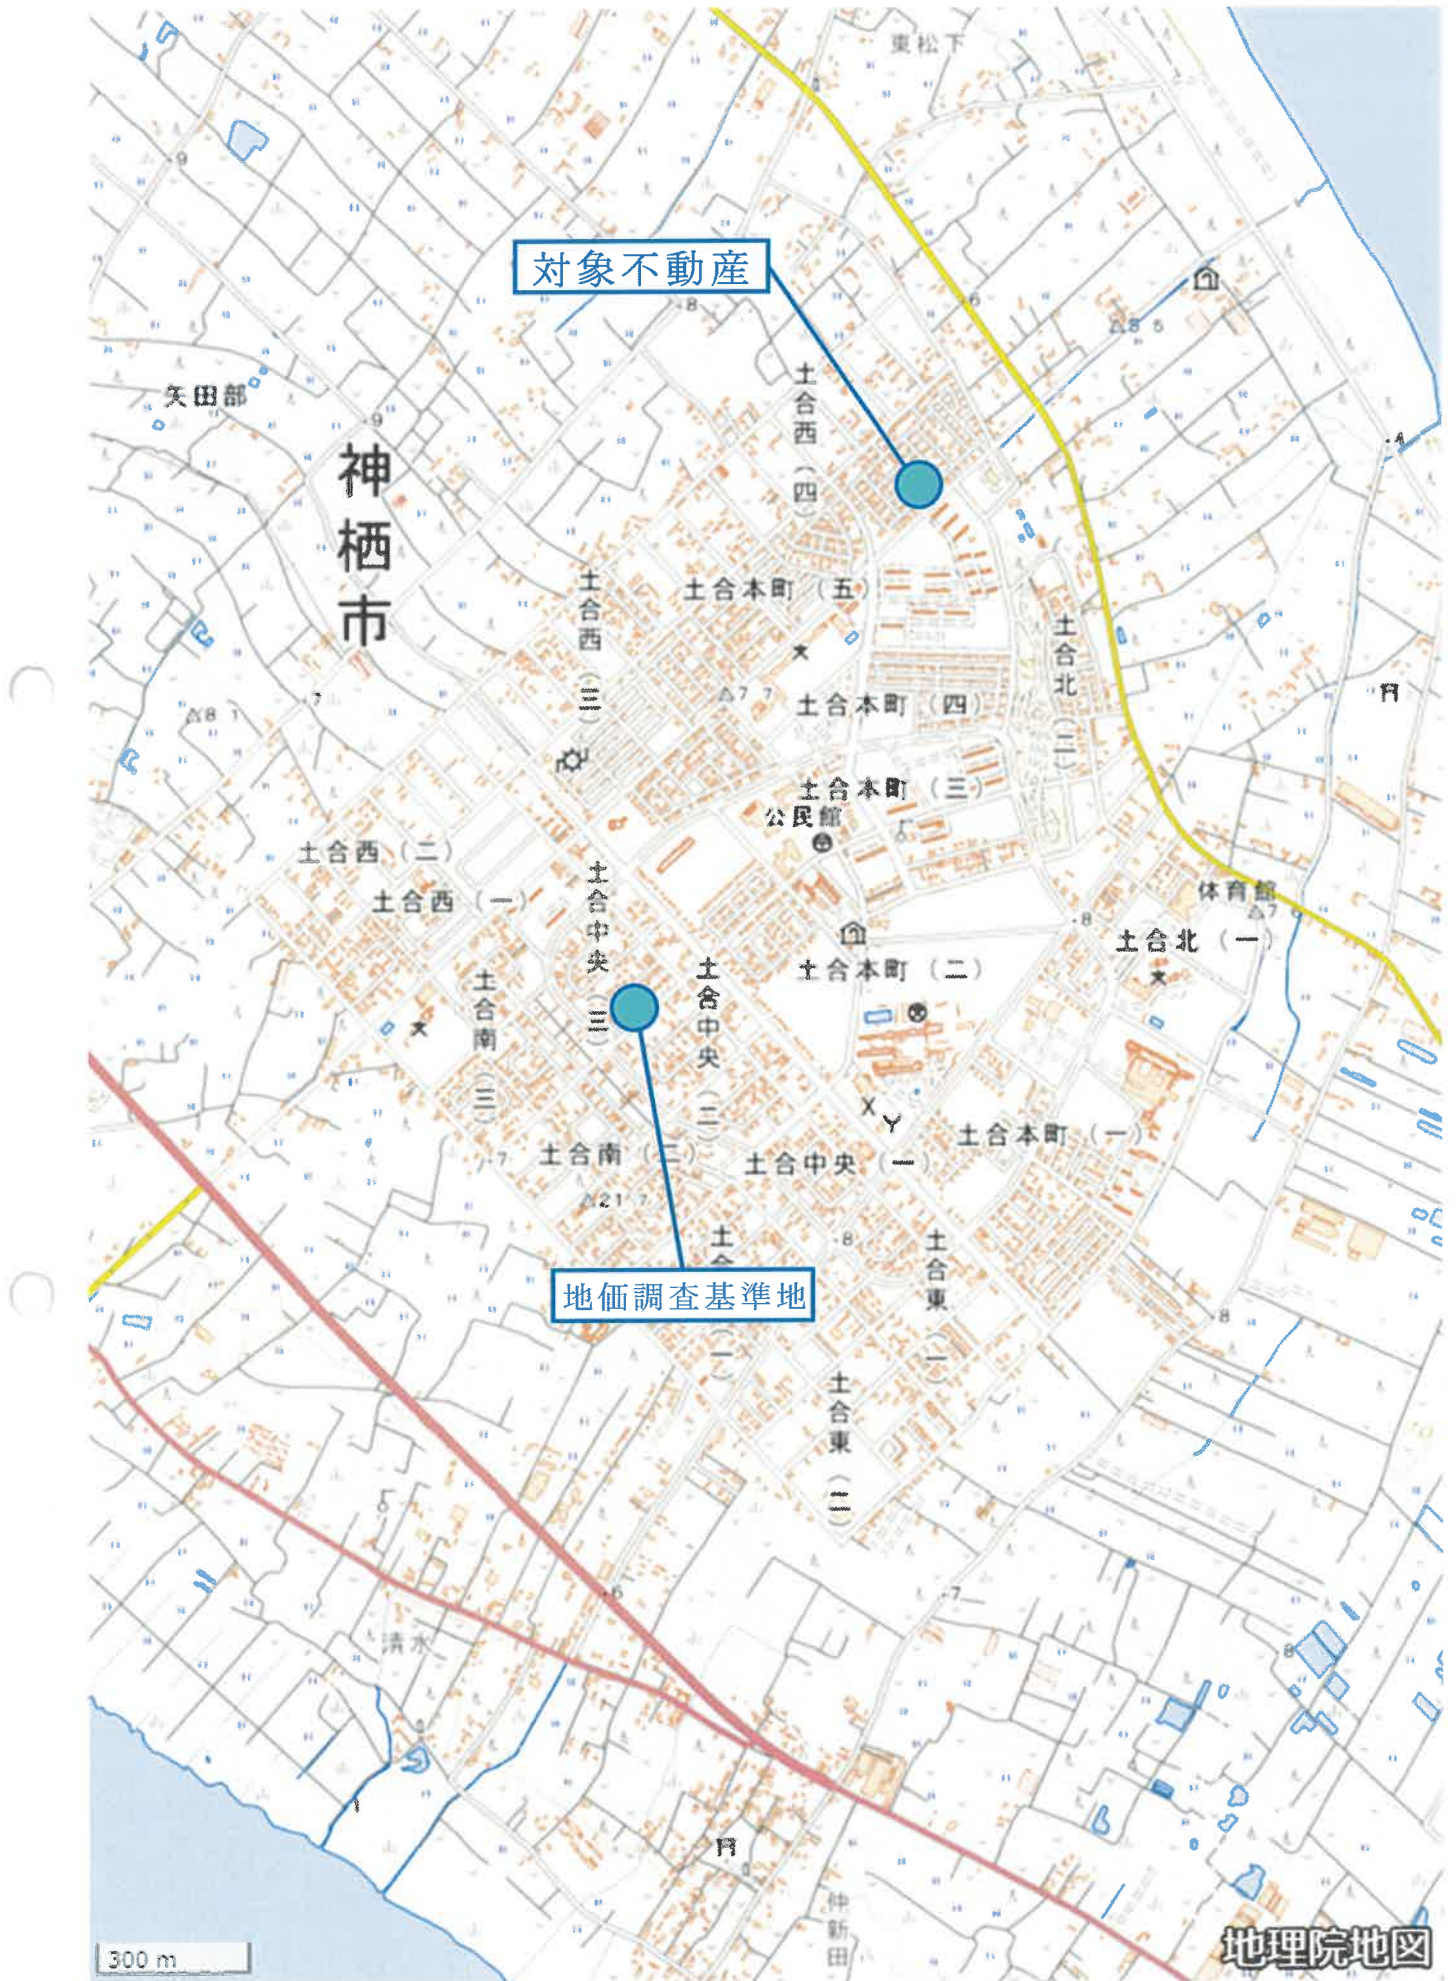 東松下
対象不動産
矢田部
神栖市
土合西（四）
土合西（三）
土合本町（五）
土合北（二）
土合本町（四）
土合本町（三）
公民館
土合西（二）
土合西（一）
土合中央（三）
体育館
土合北（一）
土合本町（二）
土合中央（二）
土合南（三）
土合本町（一）
土合南（二）
土合中央（一）
土合東（一）
地価調査基準地
土合東（二）
清水
仲新田
300 m
地理院地図